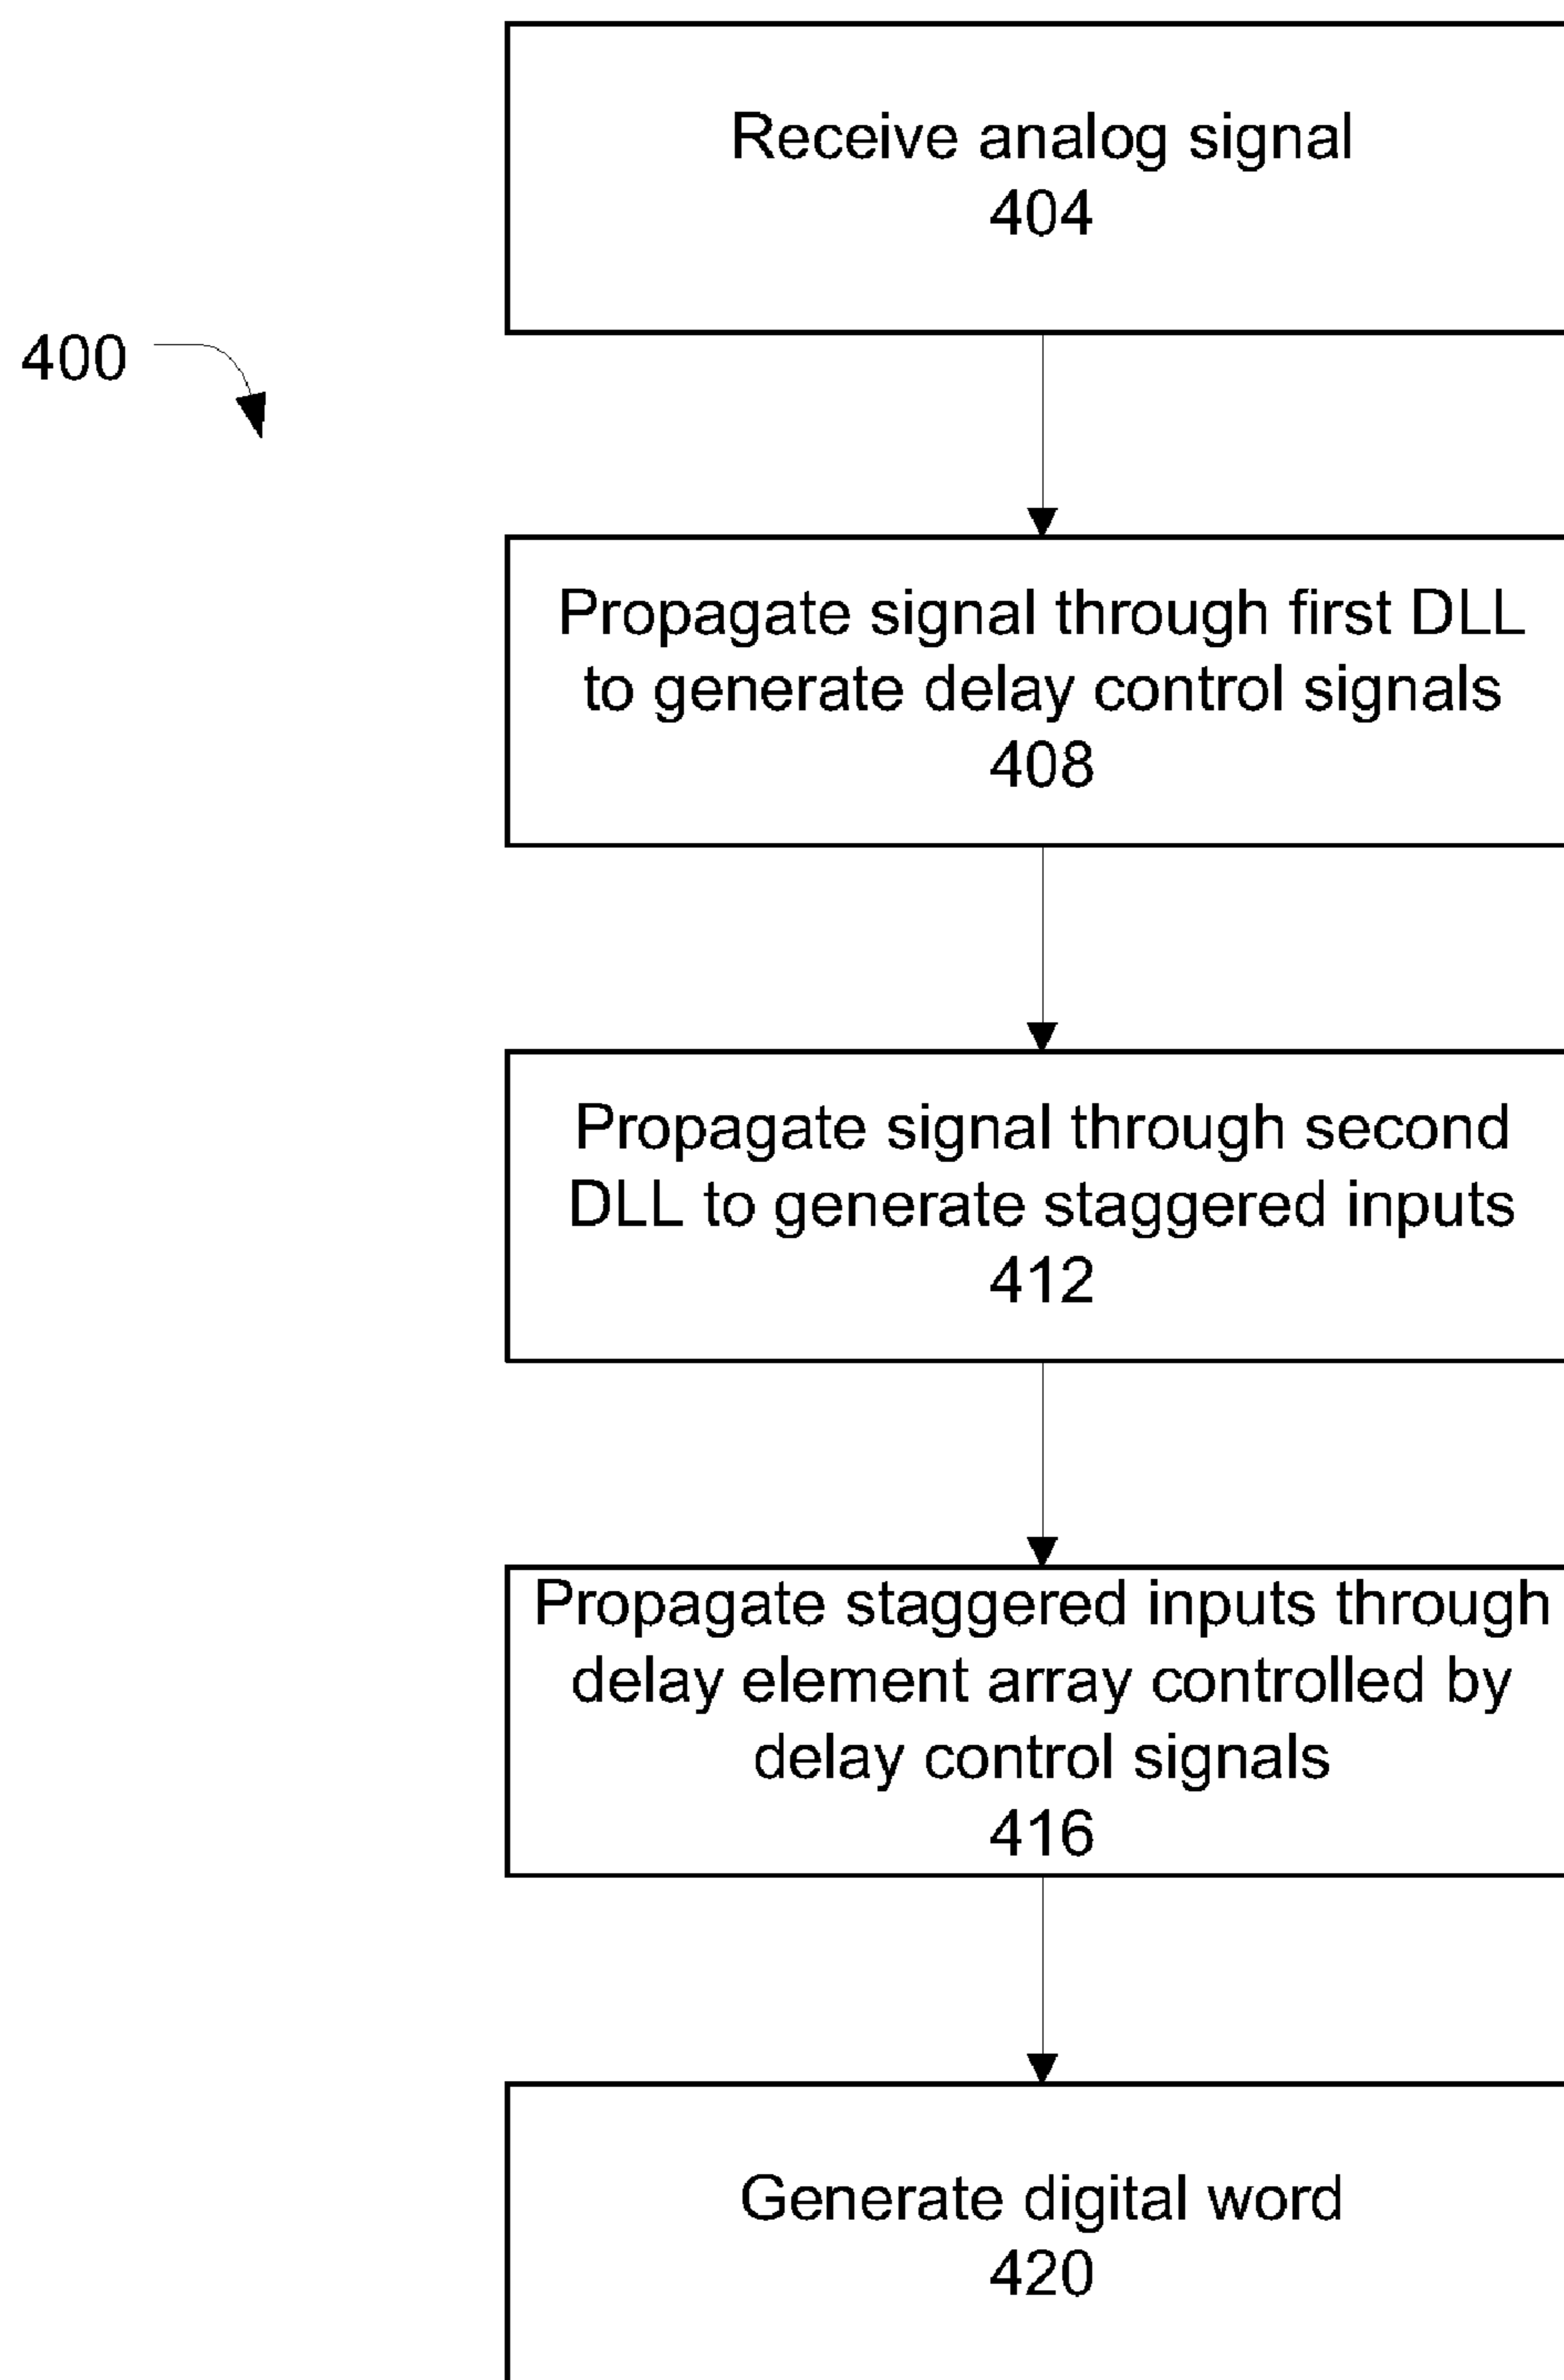 Receive analog signal
404
400
Propagate signal through first DLL
to generate delay control signals
408
Propagate signal through second
DLL to generate staggered inputs
412
Propagate staggered inputs through
delay element array controlled by
delay control signals
416
Generate digital word
420